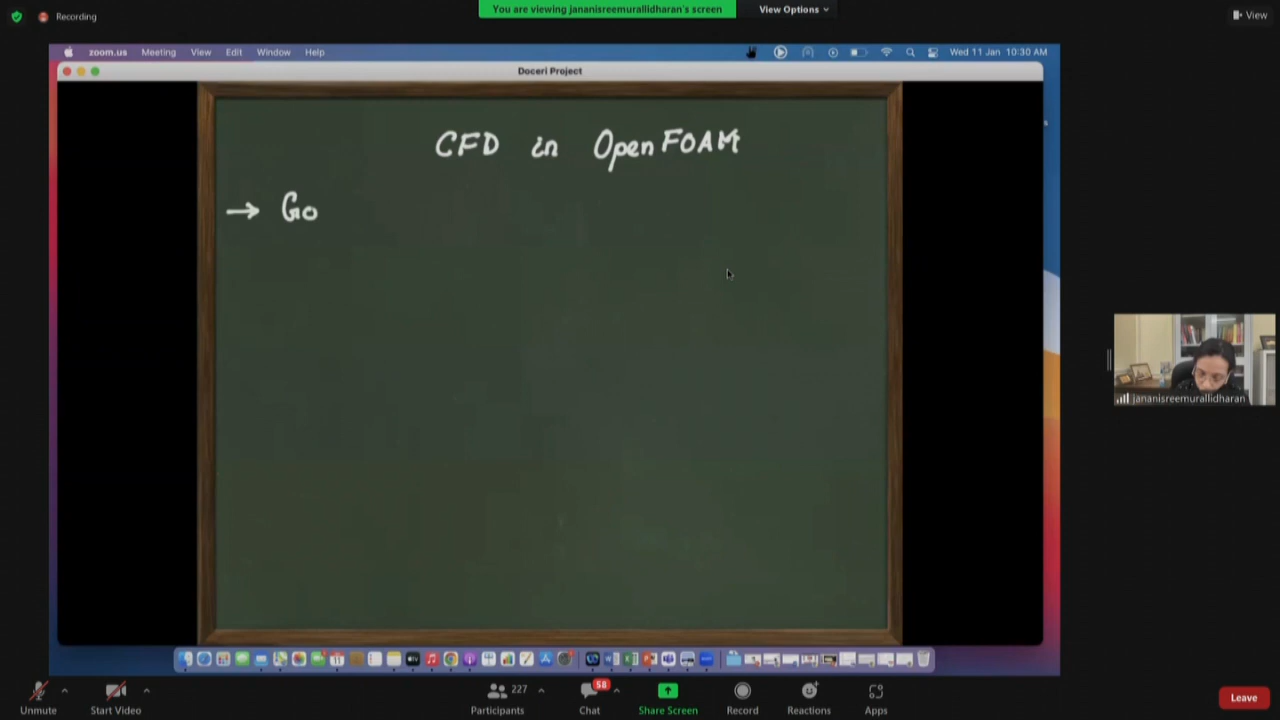 Recording
You are viewing jananisreemurallidharan's screen
View Options
View
zoom.us Meeting View Edit Window Help
Wed 11 Jan 10:30 AM
Doceri Project
CFD in OpenFOAM
→ Go
jananisreemurallidharan
Unmute
Start Video
Participants 227
Chat 58
Share Screen
Record
Reactions
Apps
Leave